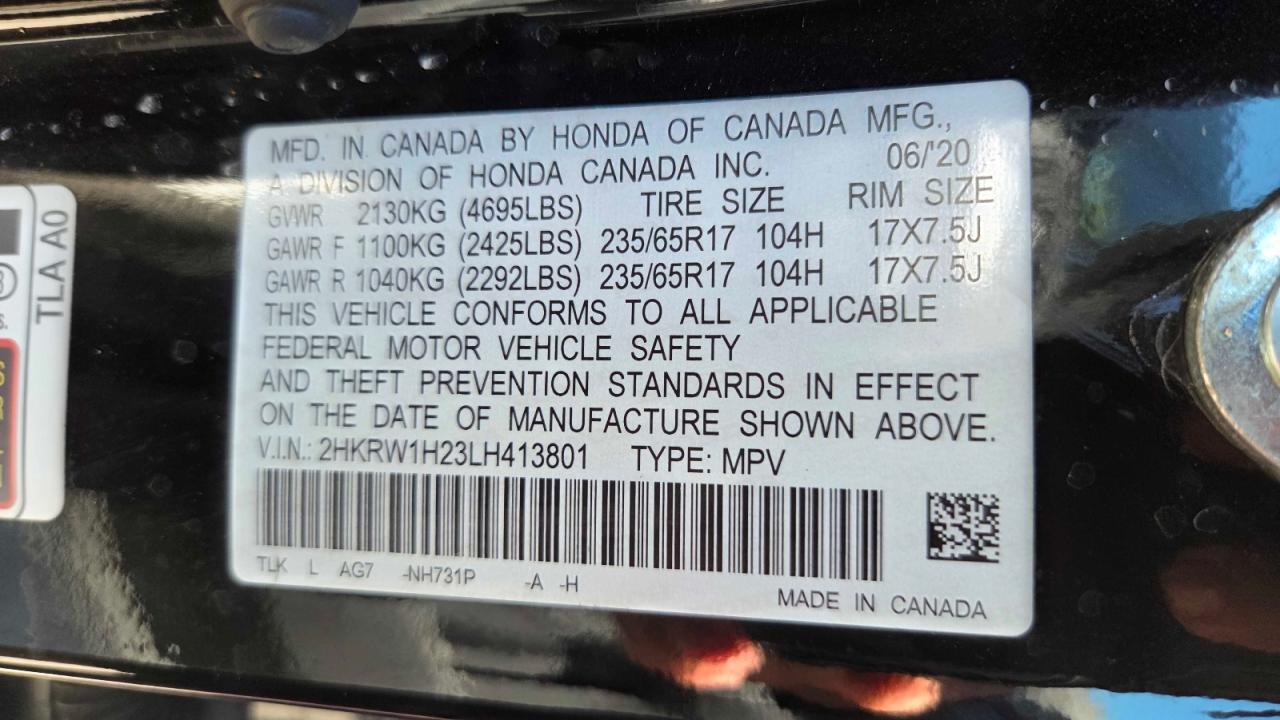 MFD. IN CANADA BY HONDA OF CANADA MFG.,
A DIVISION OF HONDA CANADA INC. 06/'20
GVWR 2130KG (4695LBS) TIRE SIZE RIM SIZE
GAWR F 1100KG (2425LBS) 235/65R17 104H 17X7.5J
GAWR R 1040KG (2292LBS) 235/65R17 104H 17X7.5J
THIS VEHICLE CONFORMS TO ALL APPLICABLE
FEDERAL MOTOR VEHICLE SAFETY
AND THEFT PREVENTION STANDARDS IN EFFECT
ON THE DATE OF MANUFACTURE SHOWN ABOVE.
V.I.N.: 2HKRW1H23LH413801 TYPE: MPV
TLK L AG7 -NH731P -A -H
MADE IN CANADA
TLA A0